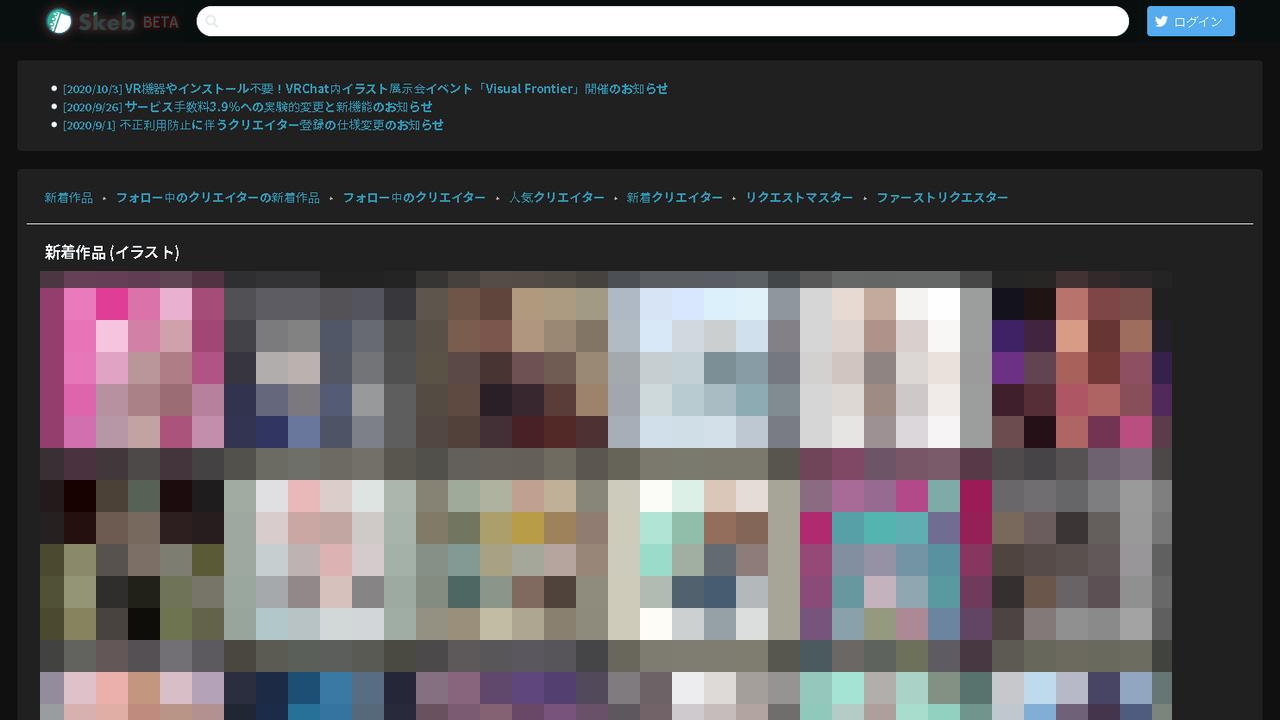 Skeb BETA
ログイン
[2020/10/3] VR機器やインストール不要！VRChat内イラスト展示会イベント「Visual Frontier」開催のお知らせ
[2020/9/26] サービス手数料3.9%への実験的変更と新機能のお知らせ
[2020/9/1] 不正利用防止に伴うクリエイター登録の仕様変更のお知らせ
新着作品 • フォロー中のクリエイターの新着作品 • フォロー中のクリエイター • 人気クリエイター • 新着クリエイター • リクエストマスター • ファーストリクエスター
新着作品 (イラスト)